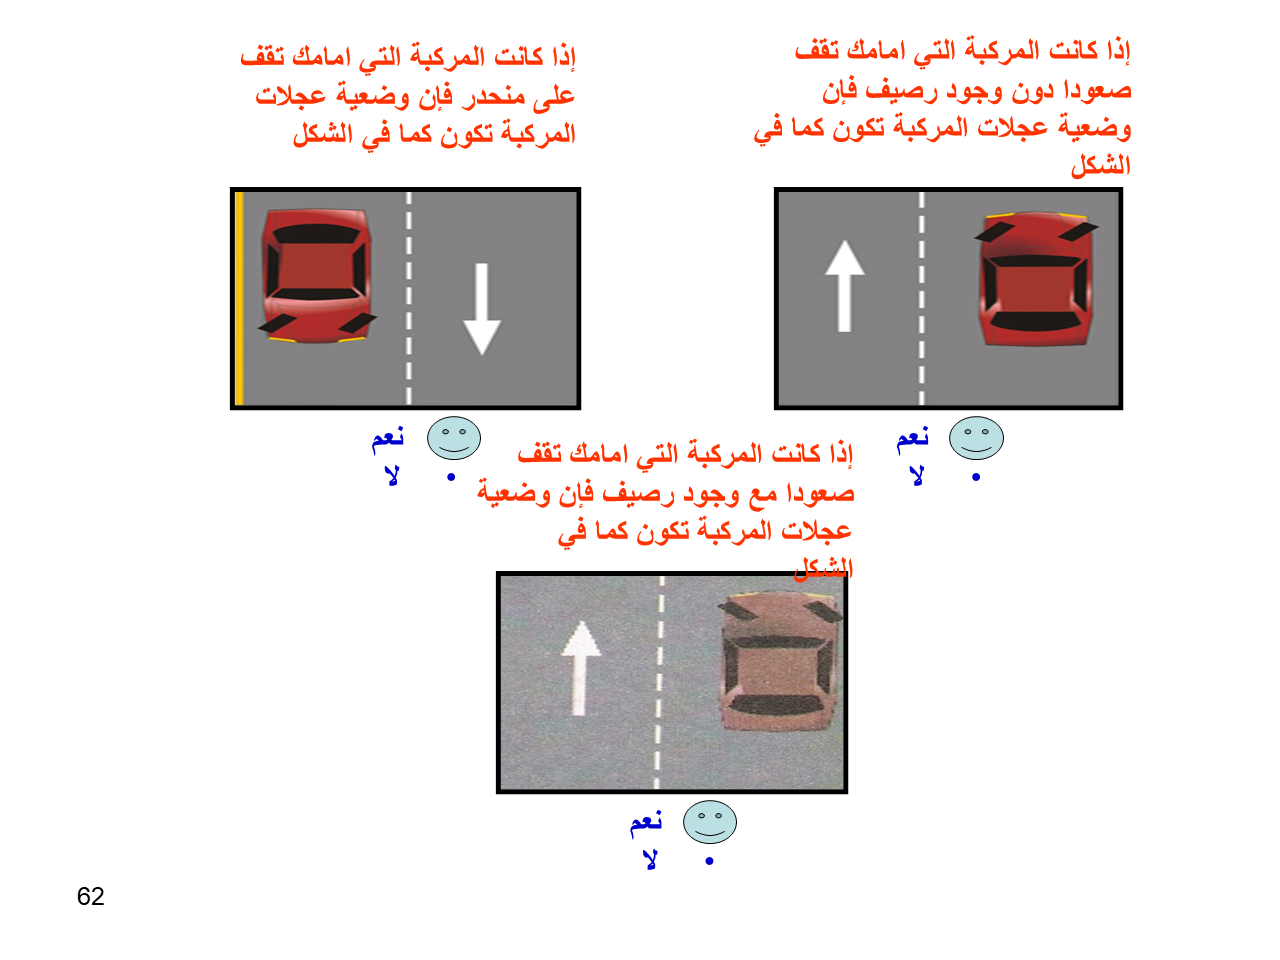 إذا كانت المركبة التي امامك تقف
صعودا دون وجود رصيف فإن
وضعية عجلات المركبة تكون كما في
الشكل
نعم
• لا
إذا كانت المركبة التي امامك تقف
على منحدر فإن وضعية عجلات
المركبة تكون كما في الشكل
نعم
• لا
إذا كانت المركبة التي امامك تقف
صعودا مع وجود رصيف فإن وضعية
عجلات المركبة تكون كما في
الشكل
نعم
• لا
62